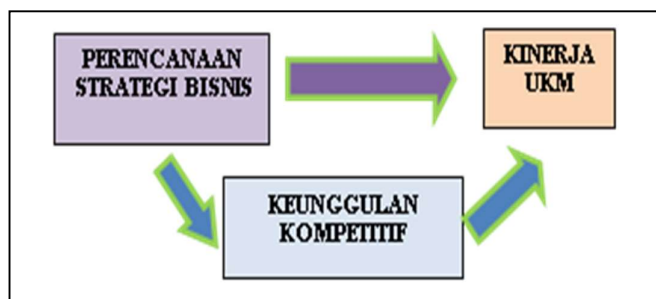 PERENCANAAN
STRATEGI BISNIS
KINERJA
UKM
KEUNGGULAN
KOMPETITIF